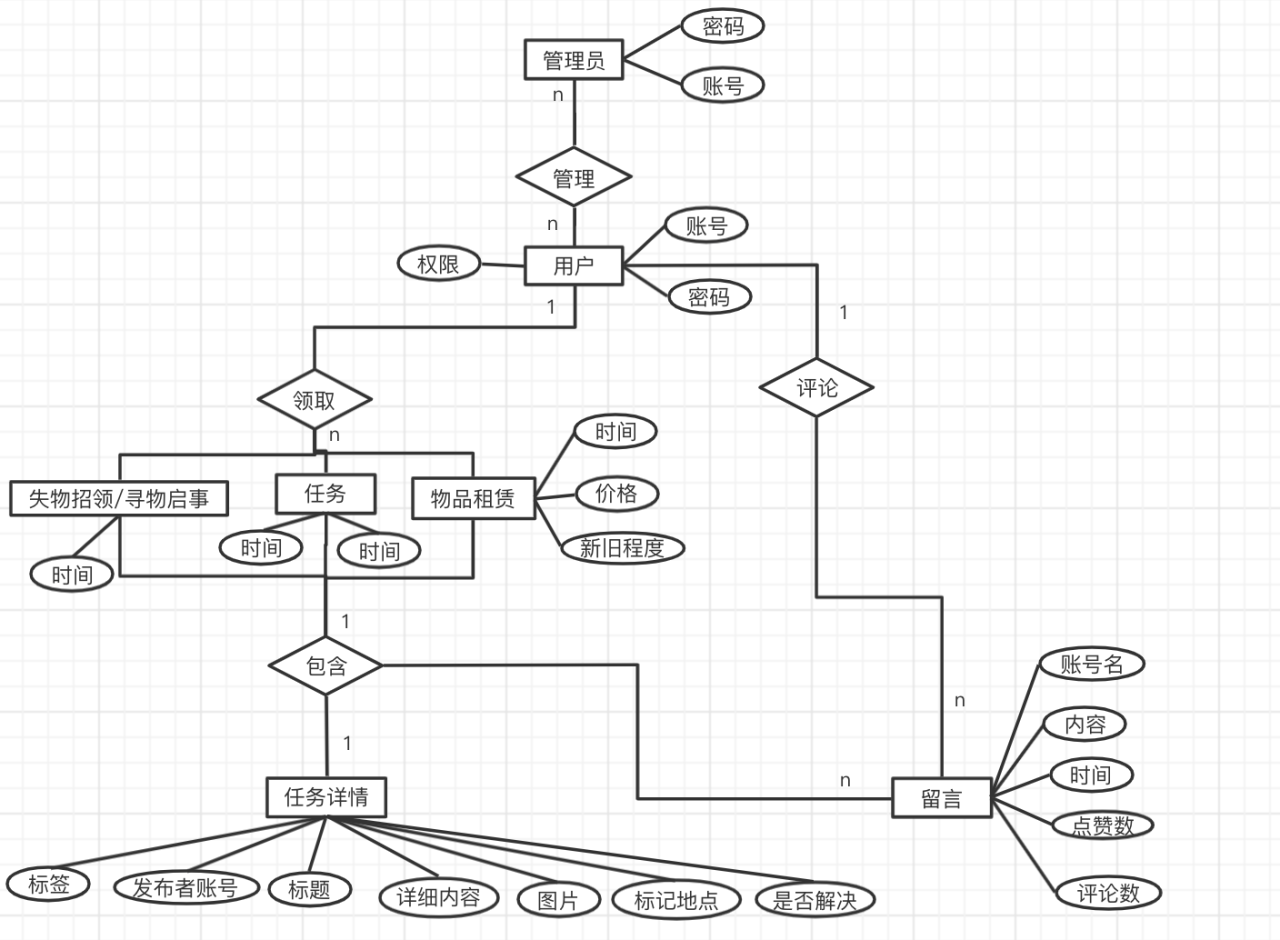 密码
管理员
账号
n
管理
n
账号
权限
用户
密码
1
1
领取
评论
n
时间
失物招领/寻物启事
任务
物品租赁
价格
时间
时间
新旧程度
时间
1
包含
账号名
n
内容
1
时间
n
任务详情
留言
点赞数
标签
发布者账号
标题
详细内容
图片
标记地点
是否解决
评论数